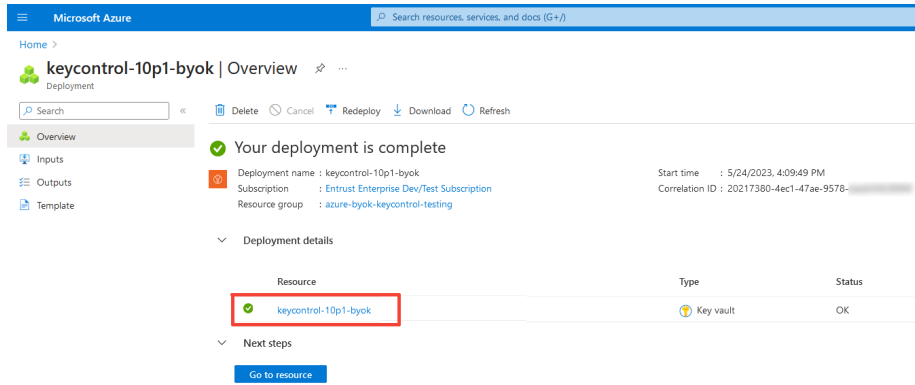 Microsoft Azure
Search resources, services, and docs (G+/)
Home >
keycontrol-10p1-byok | Overview
Deployment
Search
«
Delete Cancel Redeploy Download Refresh
Overview
Inputs
Outputs
Template
Your deployment is complete
Deployment name : keycontrol-10p1-byok Start time : 5/24/2023, 4:09:49 PM
Subscription : Entrust Enterprise Dev/Test Subscription Correlation ID : 20217380-4ec1-47ae-9578-
Resource group : azure-byok-keycontrol-testing
Deployment details
Resource Type Status
keycontrol-10p1-byok Key vault OK
Next steps
Go to resource